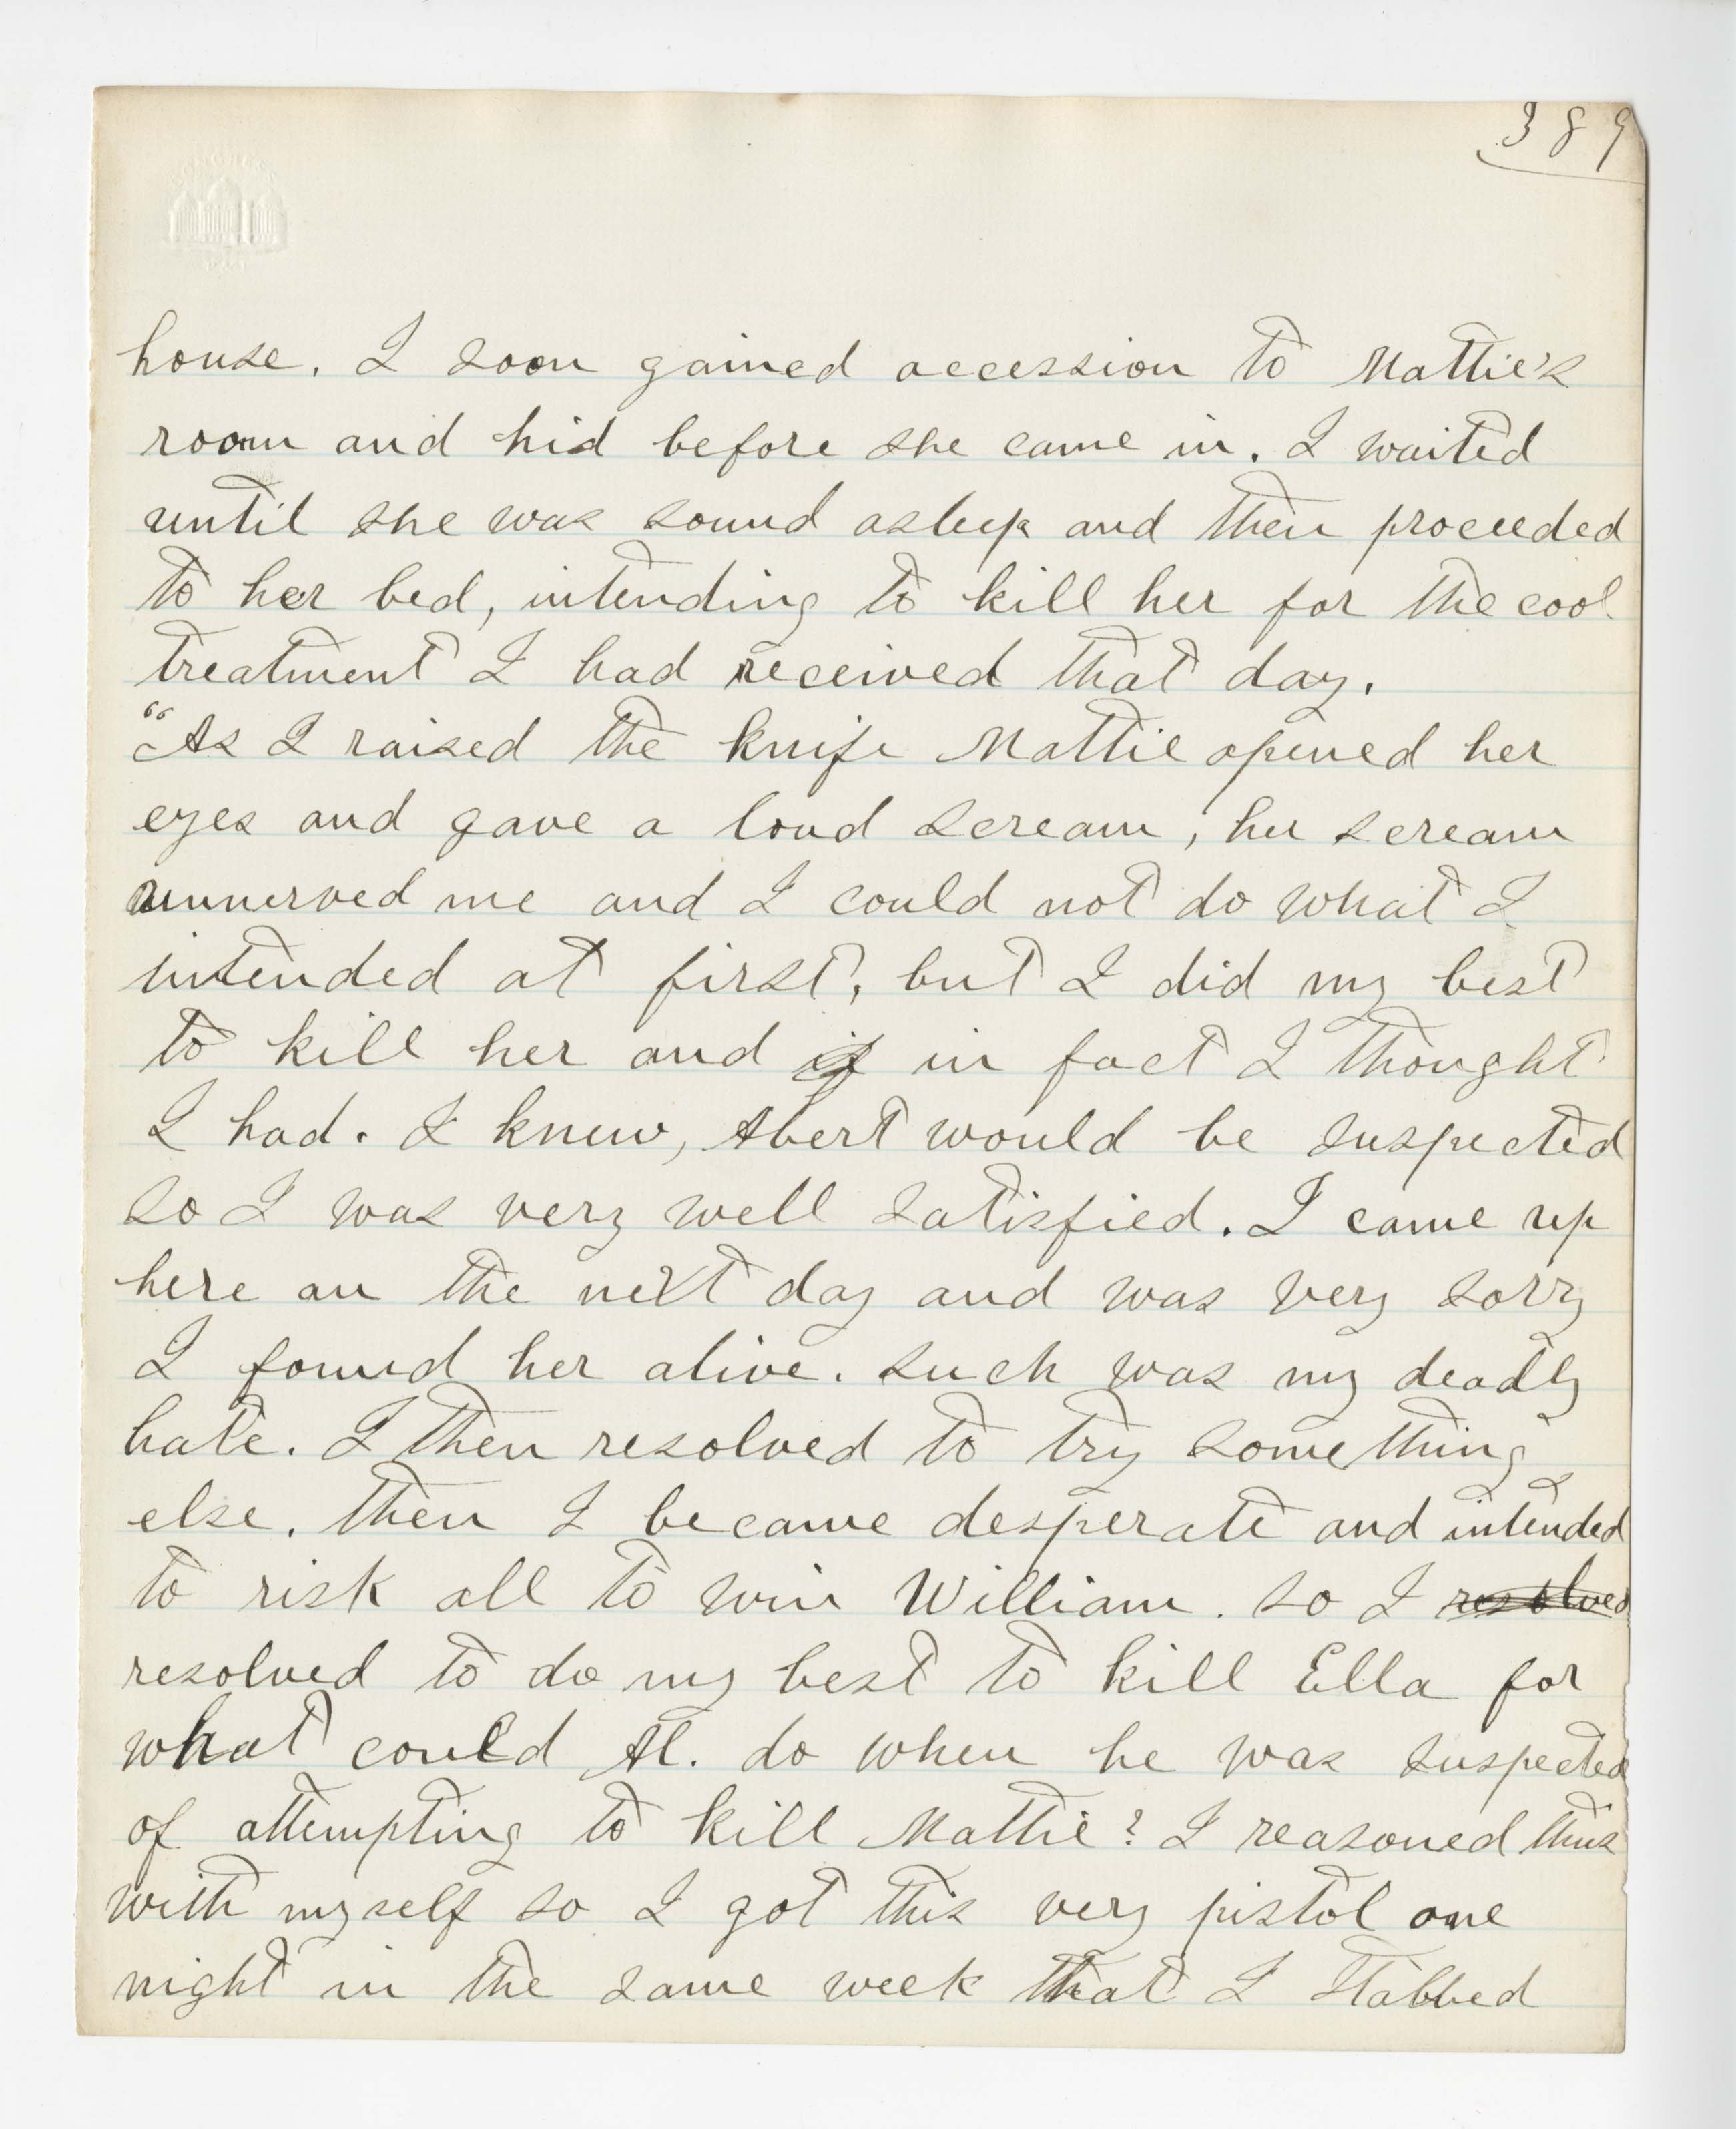 389
house. I soon gained accession to Mattie's
room and hid before she came in. I waited
until she was sound asleep and then proceeded
to her bed, intending to kill her for the cool
treatment I had received that day.
"As I raised the knife Mattie opened her
eyes and gave a loud scream, her scream
unnerved me and I could not do what I
intended at first, but I did my best
to kill her and if in fact I thought
I had. I knew, Abert would be suspected
so I was very well satisfied. I came up
here on the next day and was very sorry
I found her alive. Such was my deadly
hate. I then resolved to try something
else. Then I became desperate and intended
to risk all to win William. So I resolved
resolved to do my best to kill Ella for
what could Al. do when he was suspected
of attempting to kill Mattie? I reasoned thus
with myself so I got this very pistol one
night in the same week that I stabbed